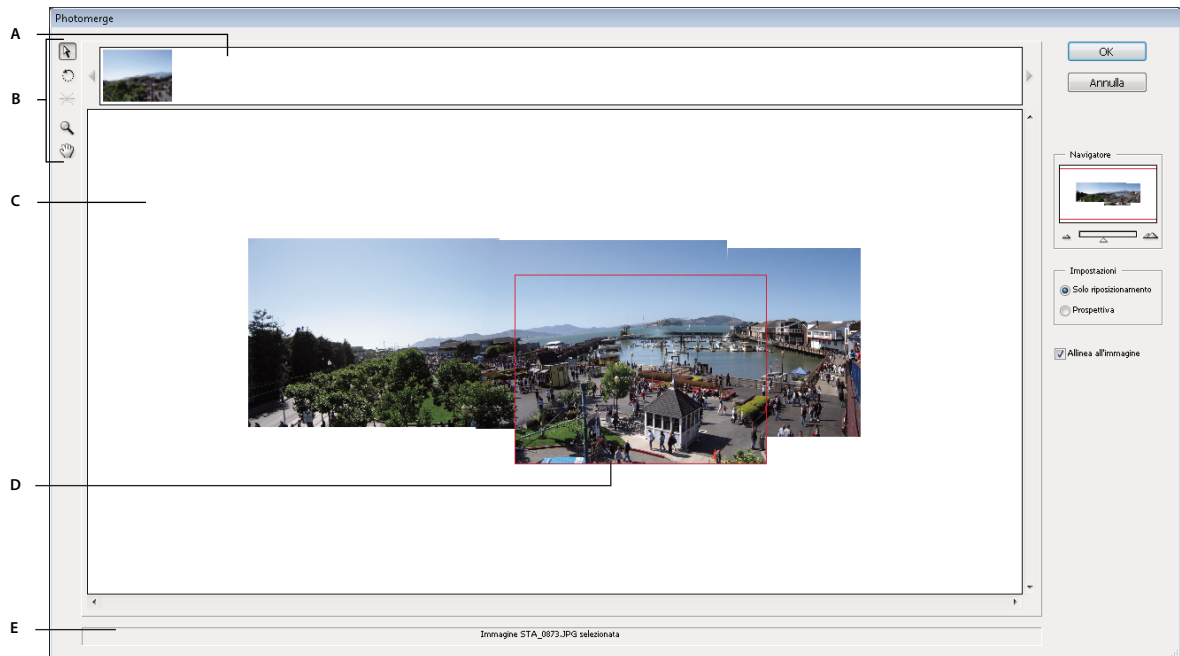 Photomerge
A
B
C
D
E
OK
Annulla
Navigatore
Impostazioni
Solo riposizionamento
Prospettiva
Allinea all'immagine
Immagine STA_0873.JPG selezionata